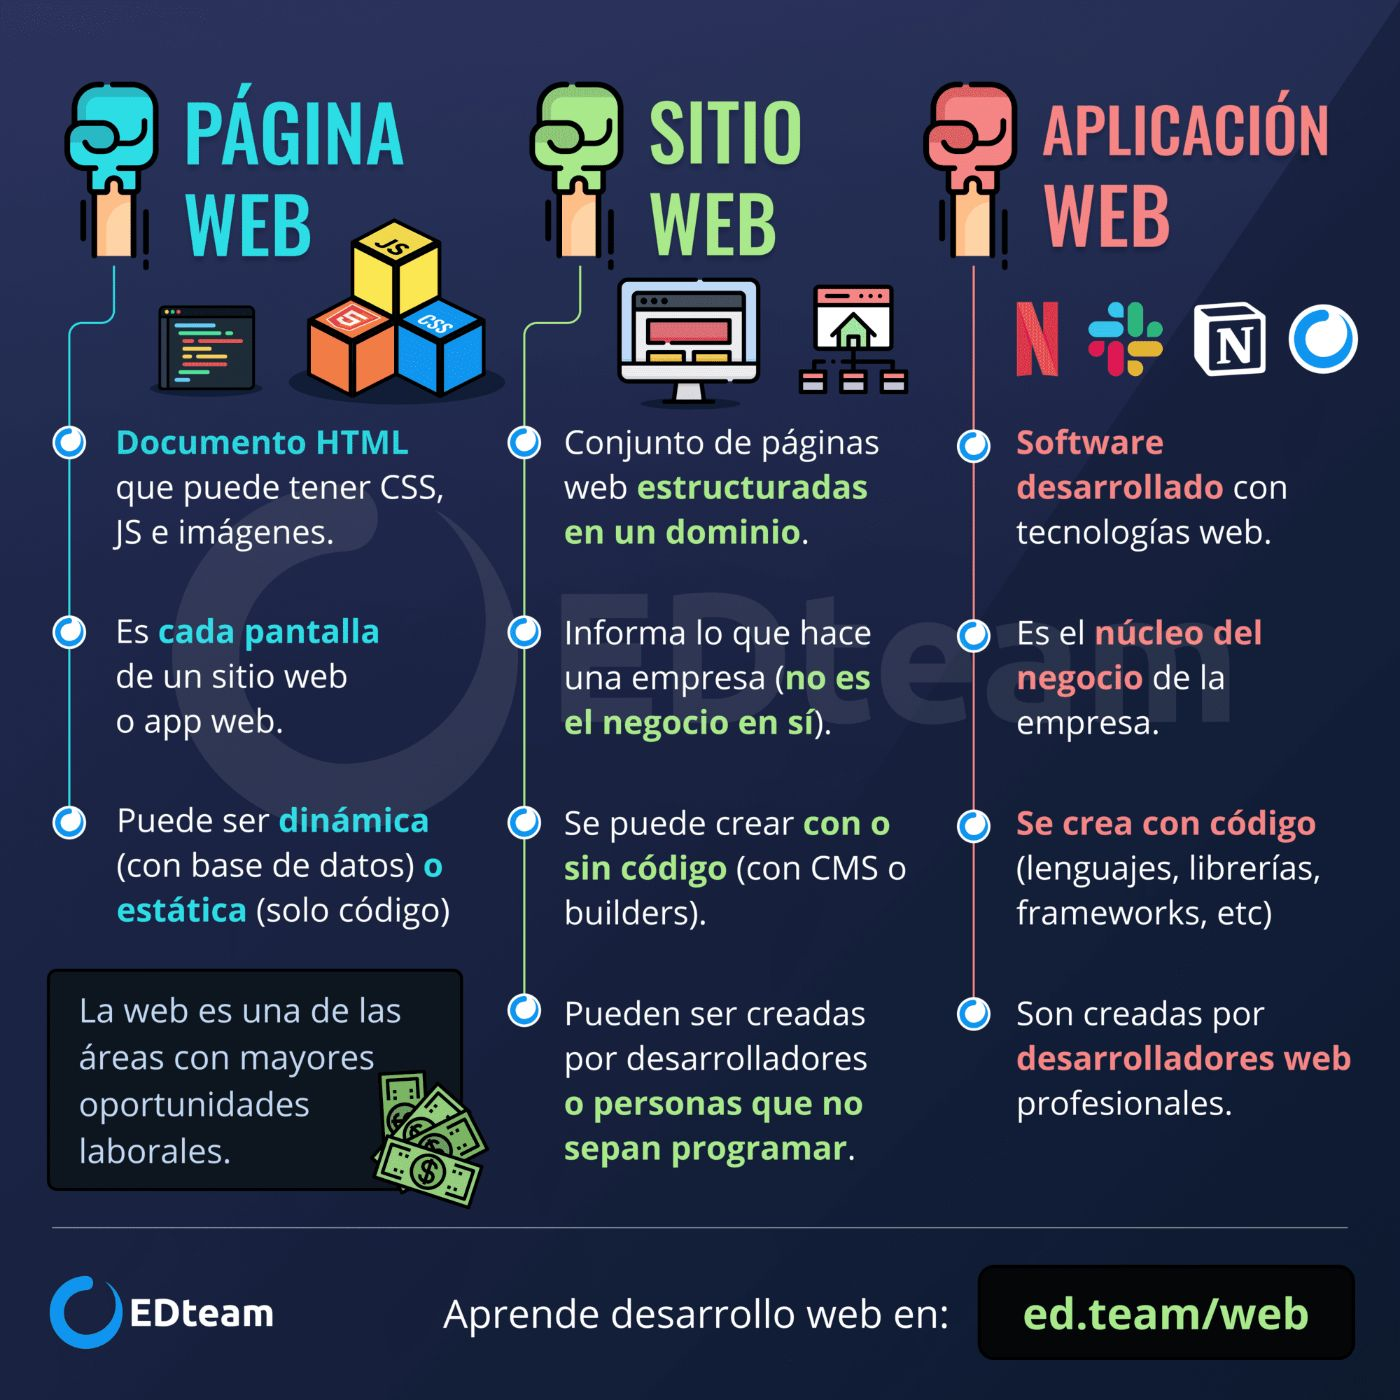 PÁGINA
WEB
JS
CSS
Documento HTML
que puede tener CSS,
JS e imágenes.
Es cada pantalla
de un sitio web
o app web.
Puede ser dinámica
(con base de datos) o
estática (solo código)
La web es una de las
áreas con mayores
oportunidades
laborales.
SITIO
WEB
Conjunto de páginas
web estructuradas
en un dominio.
Informa lo que hace
una empresa (no es
el negocio en sí).
Se puede crear con o
sin código (con CMS o
builders).
Pueden ser creadas
por desarrolladores
o personas que no
sepan programar.
APLICACIÓN
WEB
N
N
Software
desarrollado con
tecnologías web.
Es el núcleo del
negocio de la
empresa.
Se crea con código
(lenguajes, librerías,
frameworks, etc)
Son creadas por
desarrolladores web
profesionales.
EDteam
EDteam
Aprende desarrollo web en:
ed.team/web